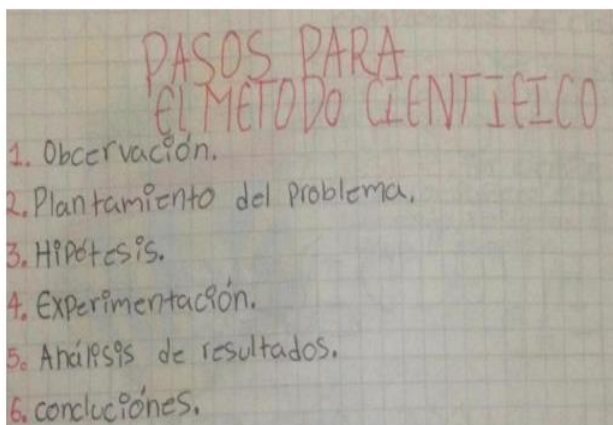 PASOS PARA
EL METODO CIENTIFICO
1. Obcervación.
2. Plantamiento del problema.
3. Hipótesis.
4. Experimentación.
5. Análisis de resultados.
6. concluciónes.